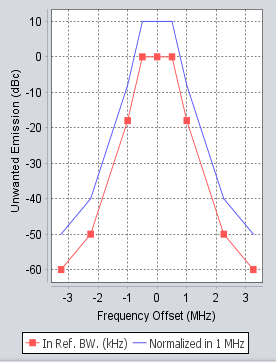 10
0
-10
-20
-30
-40
-50
-60
Unwanted Emission (dBc)
-3 -2 -1 0 1 2 3
Frequency Offset (MHz)
In Ref. BW. (kHz) Normalized in 1 MHz